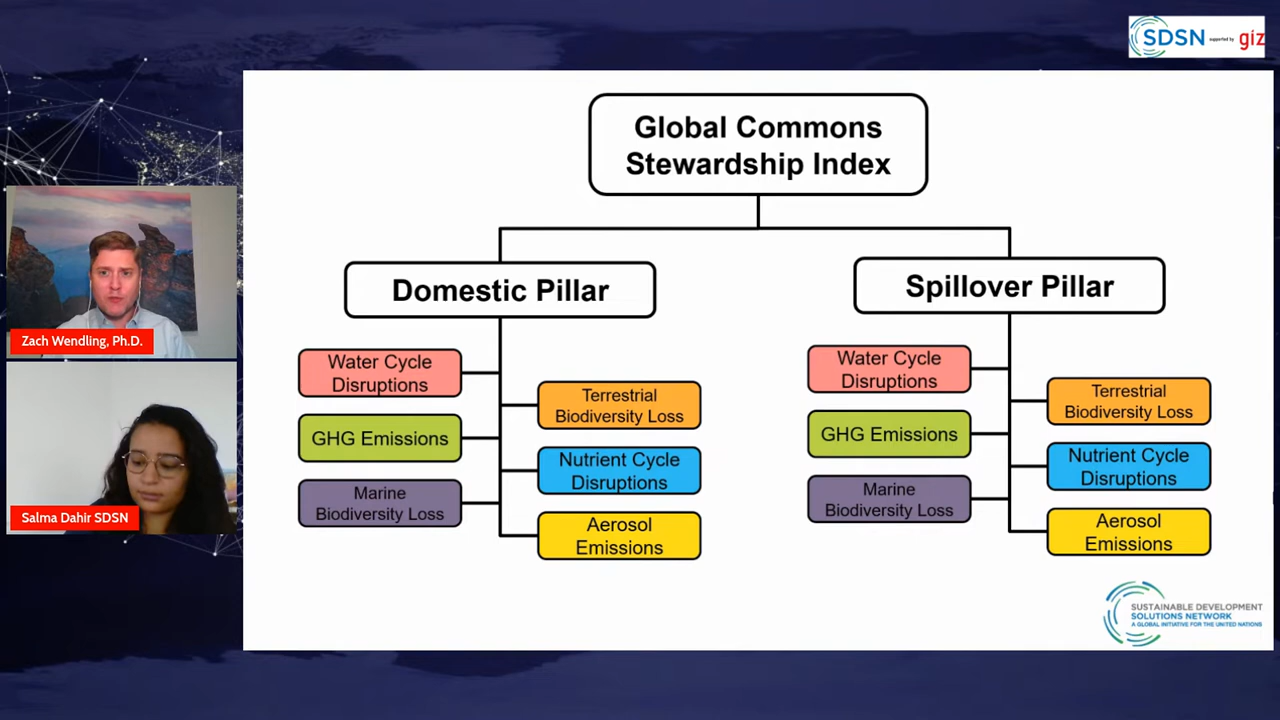 SDSN supported by giz
Global Commons
Stewardship Index
Domestic Pillar
Spillover Pillar
Water Cycle
Disruptions
Terrestrial
Biodiversity Loss
GHG Emissions
Nutrient Cycle
Disruptions
Marine
Biodiversity Loss
Aerosol
Emissions
Water Cycle
Disruptions
Terrestrial
Biodiversity Loss
GHG Emissions
Nutrient Cycle
Disruptions
Marine
Biodiversity Loss
Aerosol
Emissions
Zach Wendling, Ph.D.
Salma Dahir SDSN
SUSTAINABLE DEVELOPMENT
SOLUTIONS NETWORK
A GLOBAL INITIATIVE FOR THE UNITED NATIONS